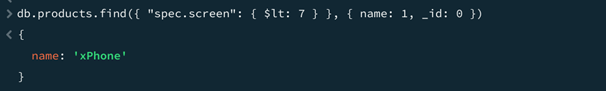 > db.products.find({ "spec.screen": { $lt: 7 } }, { name: 1, _id: 0 })
< {
name: 'xPhone'
}